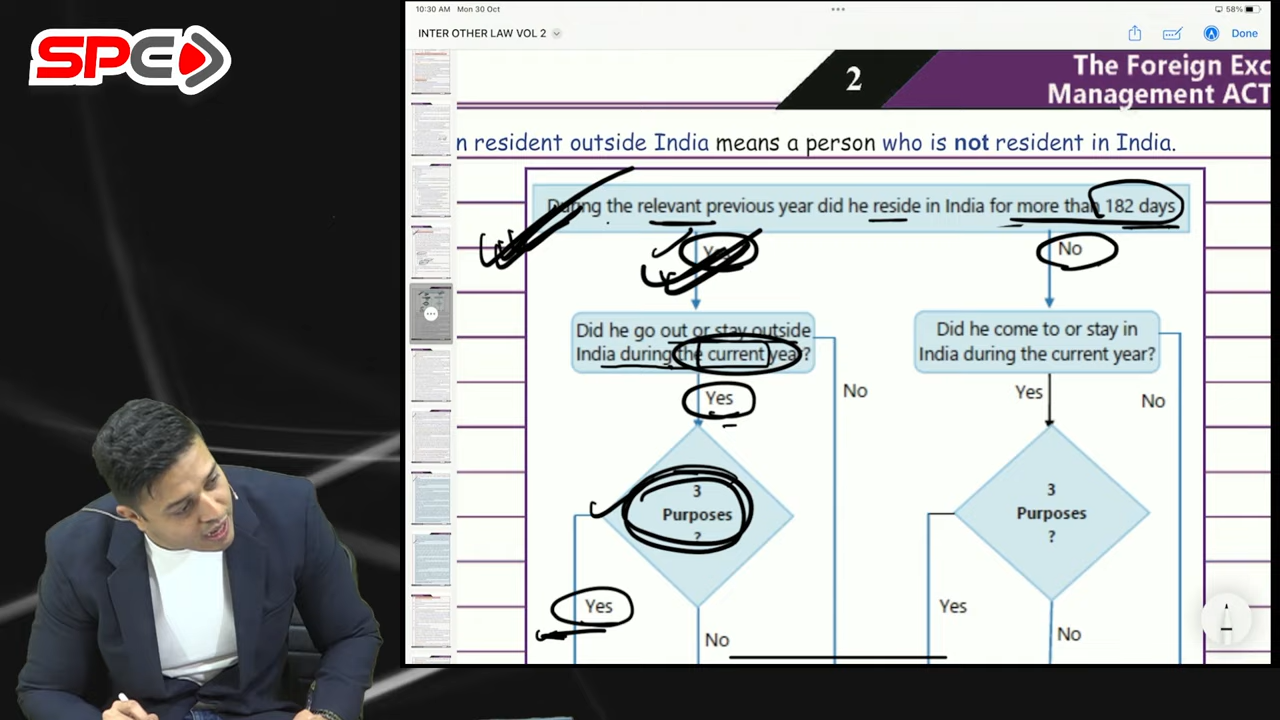 SPC
10:30 AM Mon 30 Oct
58%
INTER OTHER LAW VOL 2
Done
2
The Foreign Exc
Management ACT
n resident outside India means a person who is not resident in India.
During the relevant previous year did he reside in India for more than 182 days
Yes
No
Did he go out or stay outside
India during the current year?
Did he come to or stay in
India during the current year?
Yes
No
Yes
No
3
Purposes
?
3
Purposes
?
Yes
No
Yes
No